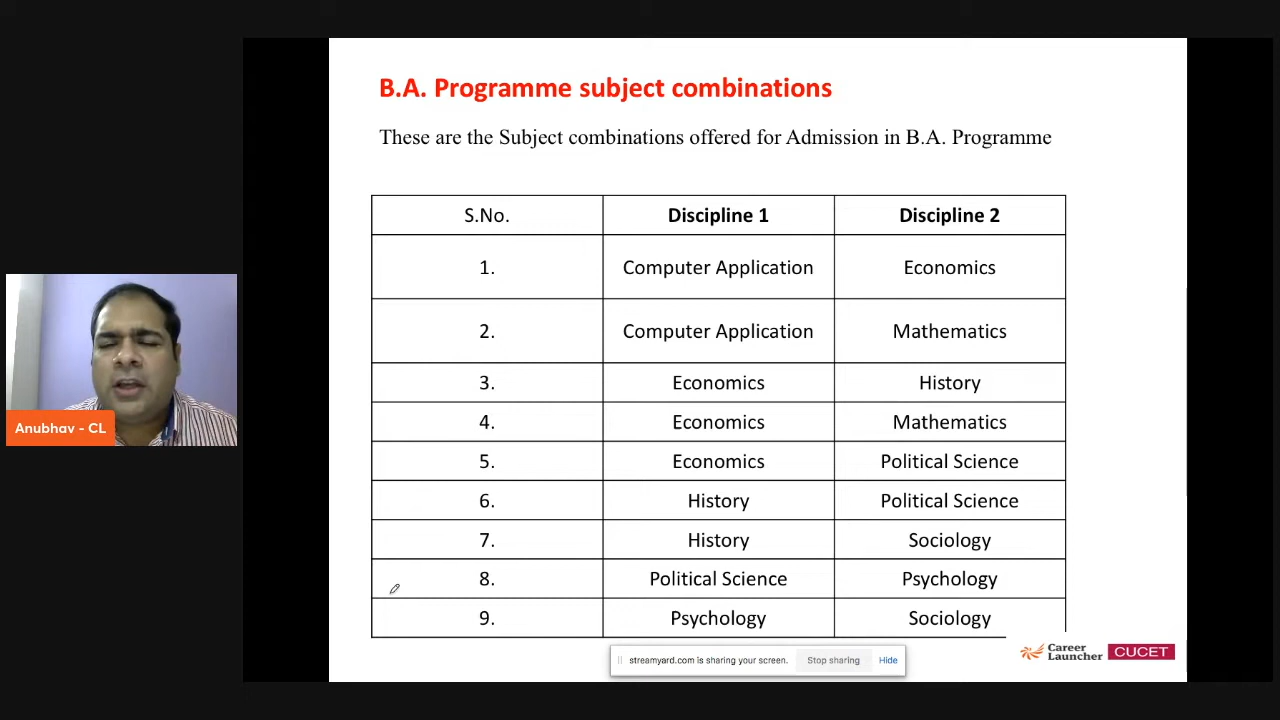 B.A. Programme subject combinations
These are the Subject combinations offered for Admission in B.A. Programme
S.No. Discipline 1 Discipline 2
1. Computer Application Economics
2. Computer Application Mathematics
3. Economics History
4. Economics Mathematics
5. Economics Political Science
6. History Political Science
7. History Sociology
8. Political Science Psychology
9. Psychology Sociology
Anubhav - CL
streamyard.com is sharing your screen. Stop sharing Hide
Career
Launcher CUCET